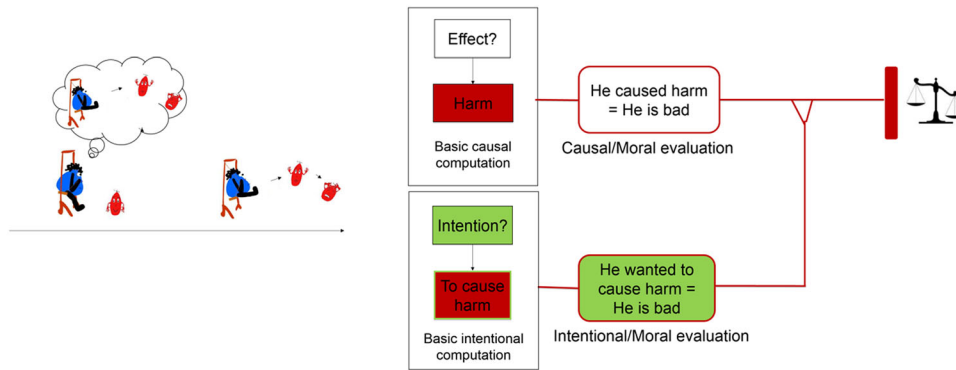 Effect?
Harm
Basic causal
computation
He caused harm
= He is bad
Causal/Moral evaluation
Intention?
To cause
harm
Basic intentional
computation
He wanted to
cause harm =
He is bad
Intentional/Moral evaluation